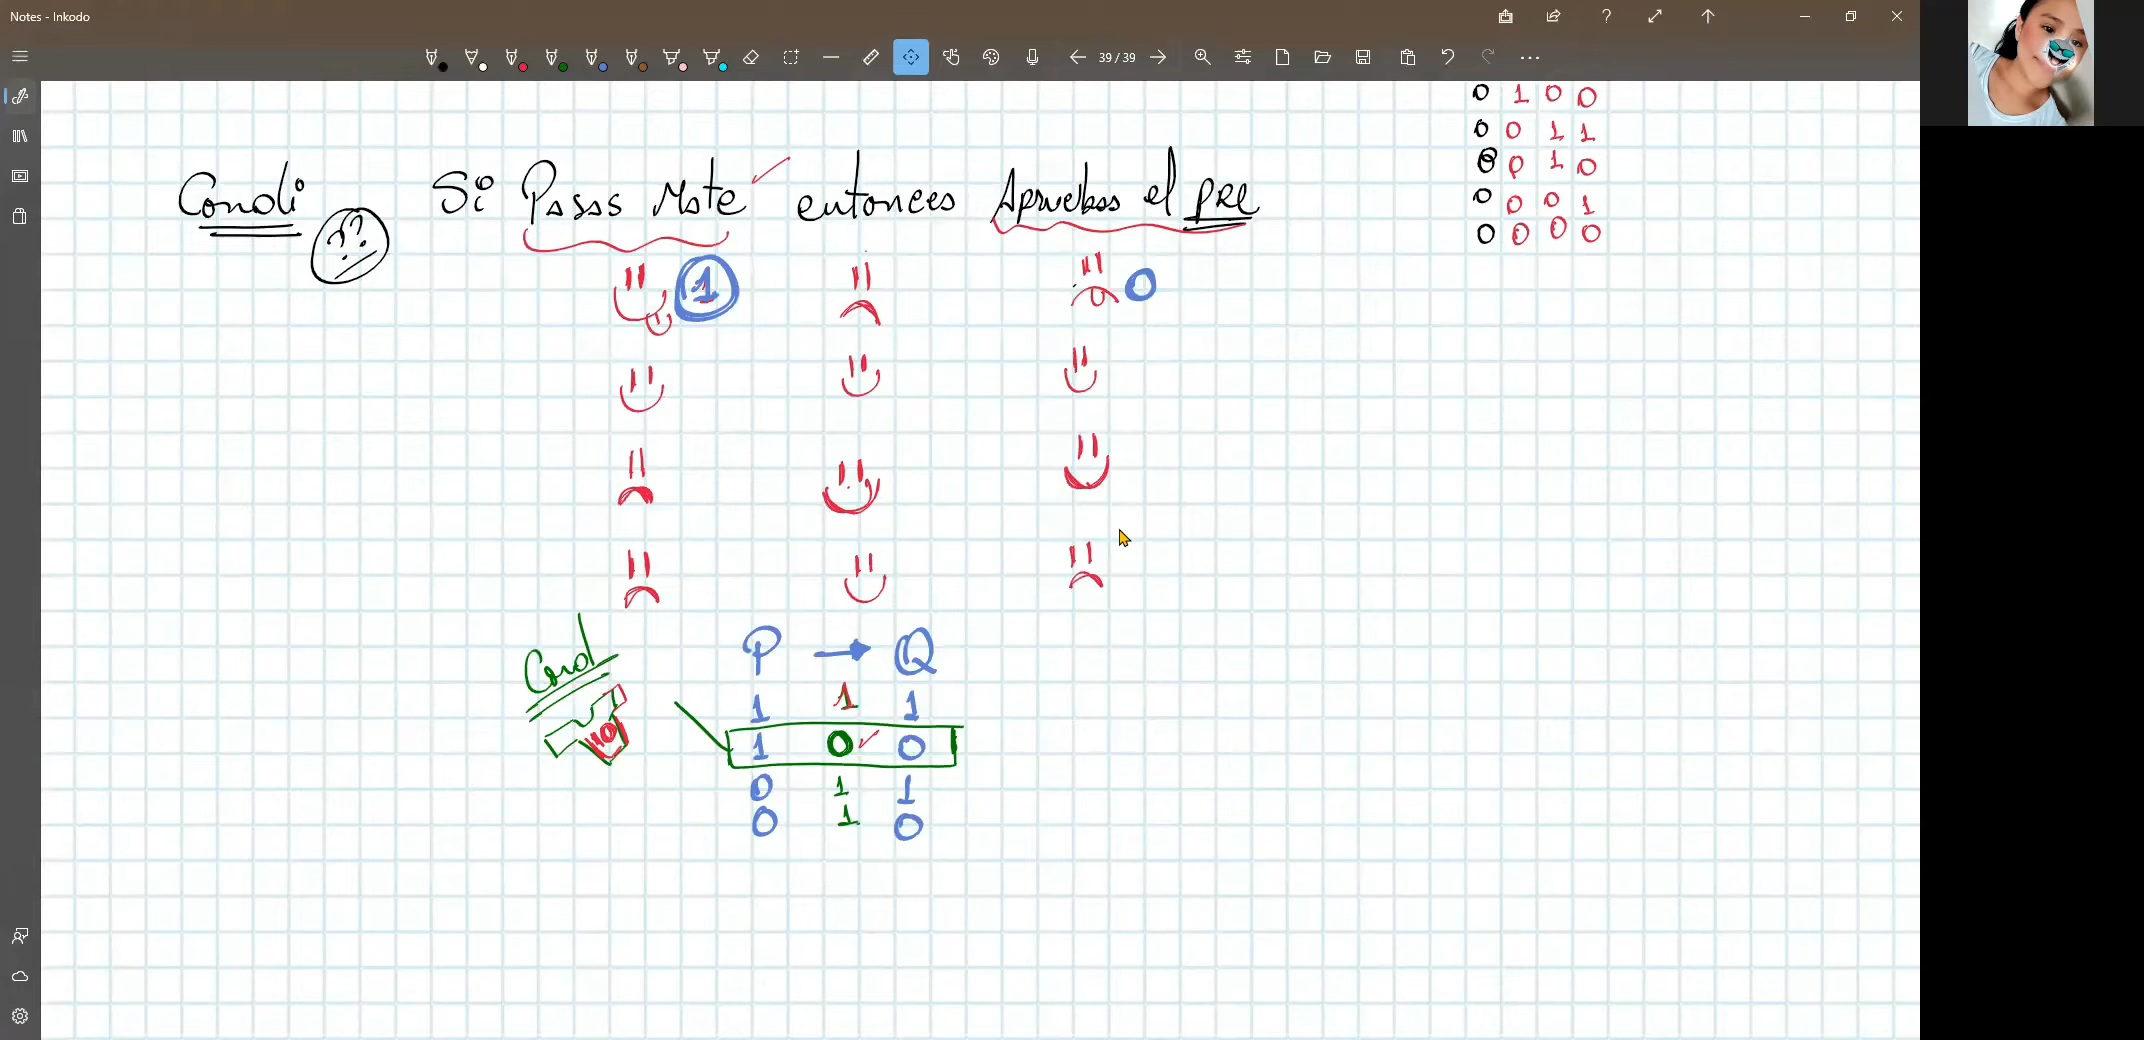 Notes - Inkodo
39 / 39
0 1 0 0
0 0 1 1
0 0 1 0
0 0 0 1
0 0 0 0
Condi Si Pasas Mate ✓ entonces Apruebas el PRE
??
1 0
Cond
P → Q
1 1 1
1 0 ✓ 0
0 1 1
0 1 0